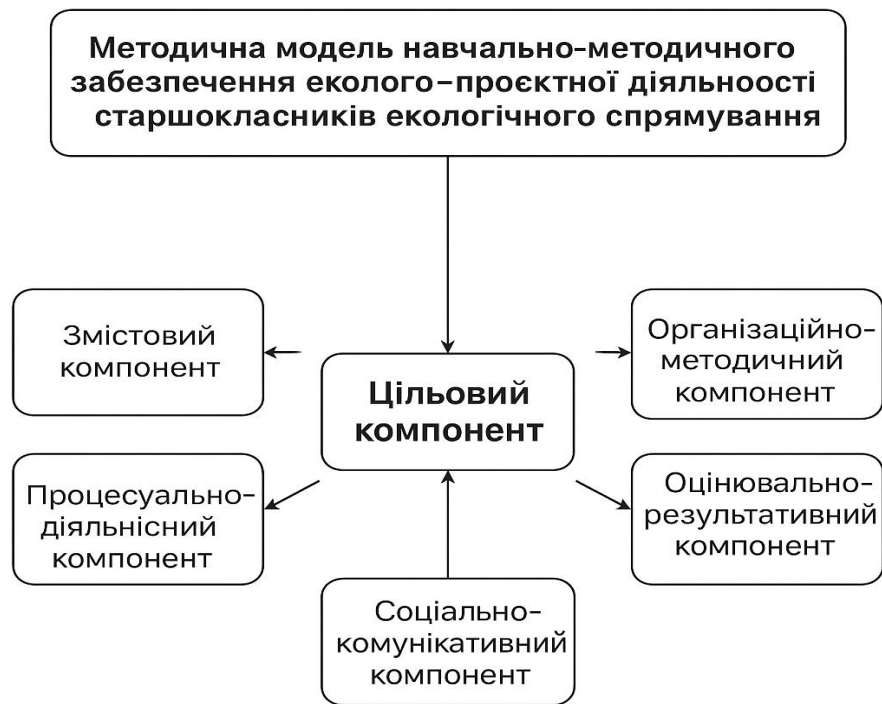 Методична модель навчально-методичного
забезпечення еколого–проєктної діяльноості
старшокласників екологічного спрямування
Змістовий
компонент
Організаційно-
методичний
компонент
Цільовий
компонент
Процесуально-
діяльнісний
компонент
Оцінювально-
результативний
компонент
Соціально-
комунікативний
компонент